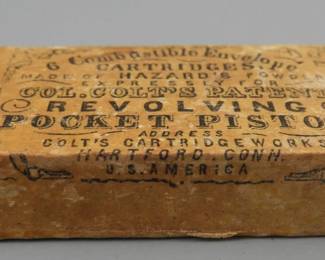 6 Combustible Envelope
CARTRIDGES,
MADE OF HAZARD'S POWDER
EXPRESSLY FOR
COL. COLT'S PATENT
REVOLVING
POCKET PISTOL
ADDRESS
COLT'S CARTRIDGE WORKS
HARTFORD. CONN.
U.S. AMERICA